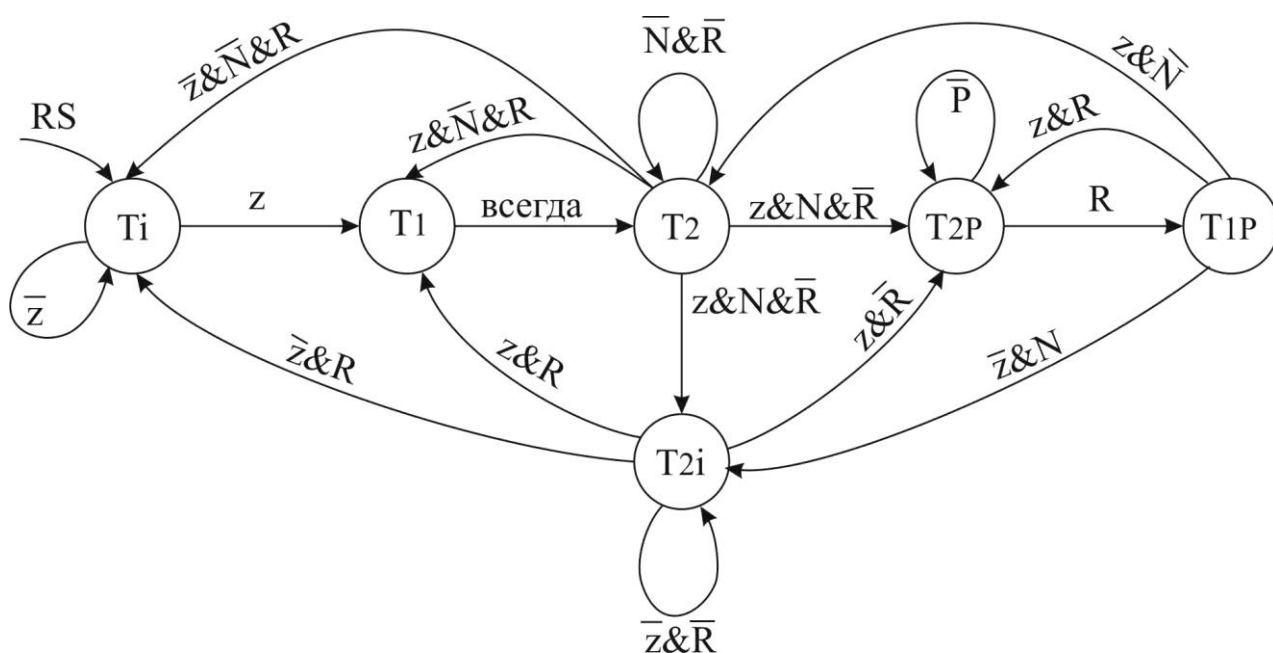 z̅&N̅&R
N̅&R̅
z&N̅
RS
z&N̅&R
P̅
z&R
Ti
z
T1
всегда
T2
z&N&R̅
T2P
R
T1P
z̅
z&N&R̅
z̅&R
z&R
z&R̅
z̅&N
T2i
z̅&R̅